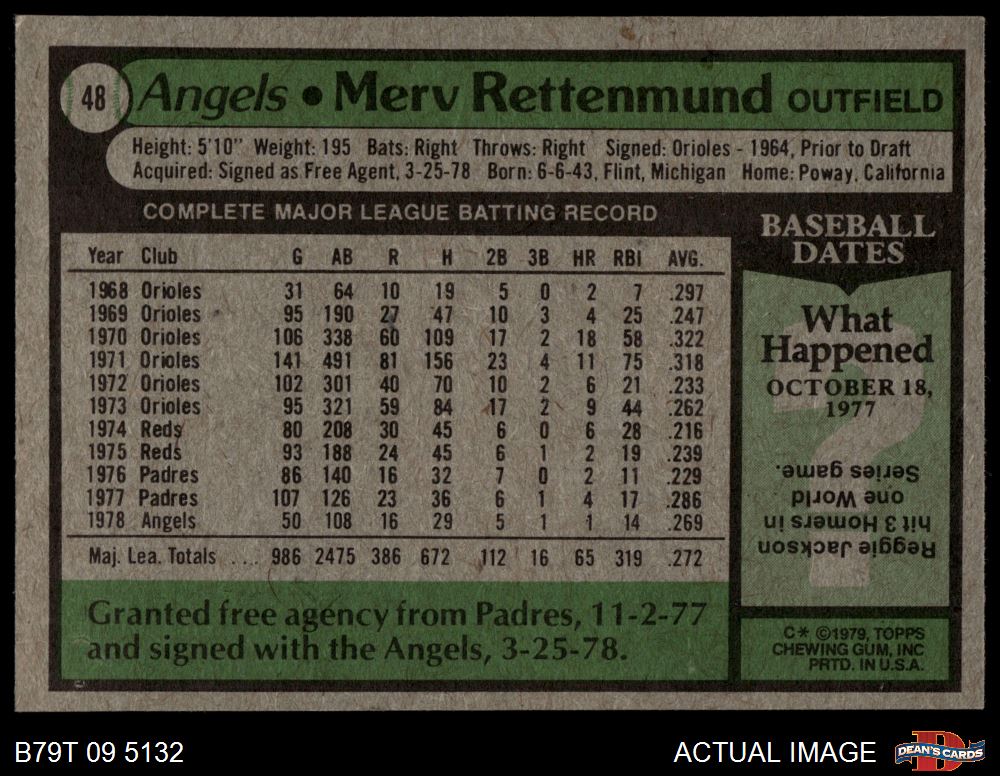 48
Angels • Merv Rettenmund OUTFIELD
Height: 5'10" Weight: 195 Bats: Right Throws: Right Signed: Orioles - 1964, Prior to Draft
Acquired: Signed as Free Agent, 3-25-78 Born: 6-6-43, Flint, Michigan Home: Poway, California
COMPLETE MAJOR LEAGUE BATTING RECORD
Year Club G AB R H 2B 3B HR RBI AVG.
1968 Orioles 31 64 10 19 5 0 2 7 .297
1969 Orioles 95 190 27 47 10 3 4 25 .247
1970 Orioles 106 338 60 109 17 2 18 58 .322
1971 Orioles 141 491 81 156 23 4 11 75 .318
1972 Orioles 102 301 40 70 10 2 6 21 .233
1973 Orioles 95 321 59 84 17 2 9 44 .262
1974 Reds 80 208 30 45 6 0 6 28 .216
1975 Reds 93 188 24 45 6 1 2 19 .239
1976 Padres 86 140 16 32 7 0 2 11 .229
1977 Padres 107 126 23 36 6 1 4 17 .286
1978 Angels 50 108 16 29 5 1 1 14 .269
Maj. Lea. Totals .... 986 2475 386 672 112 16 65 319 .272
Granted free agency from Padres, 11-2-77
and signed with the Angels, 3-25-78.
BASEBALL
DATES
What
Happened
OCTOBER 18,
1977
?
Reggie Jackson
hit 3 Homers in
one World
Series game.
C* ©1979, TOPPS
CHEWING GUM, INC
PRTD. IN U.S.A.
B79T 09 5132
ACTUAL IMAGE
DEAN'S CARDS